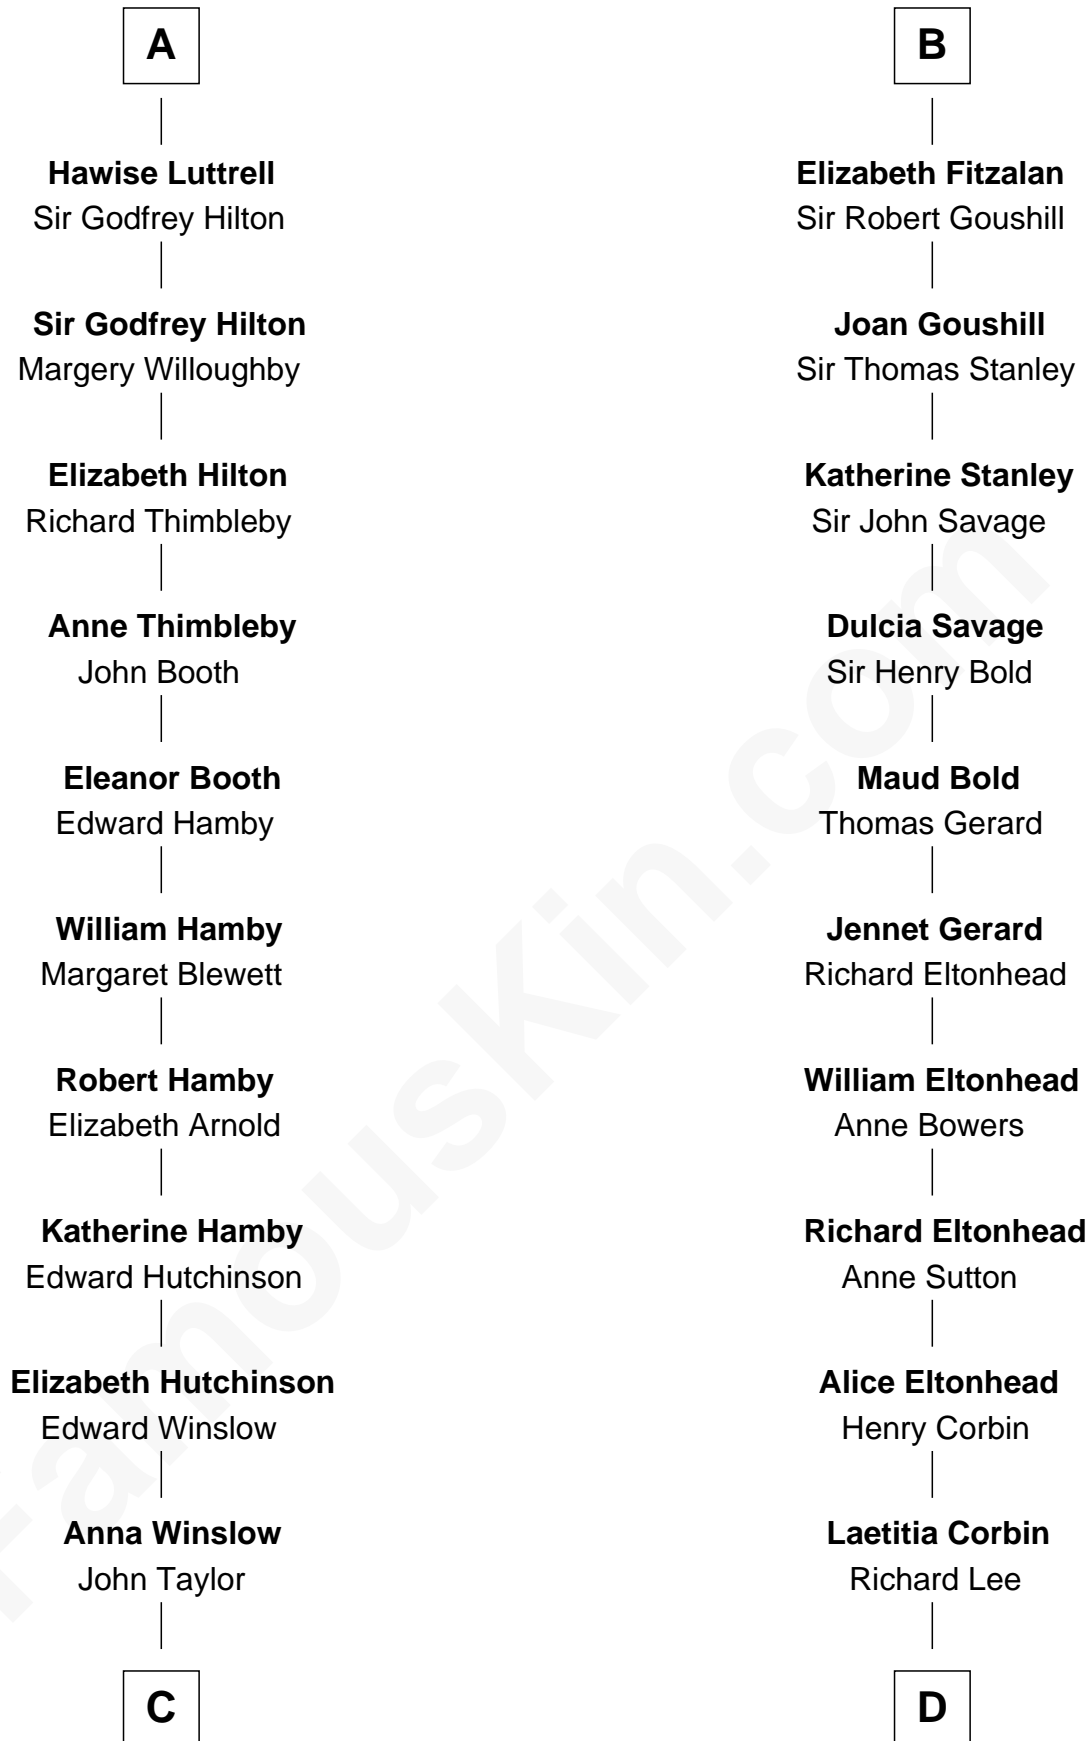 A
Hawise Luttrell
Sir Godfrey Hilton
Sir Godfrey Hilton
Margery Willoughby
Elizabeth Hilton
Richard Thimbleby
Anne Thimbleby
John Booth
Eleanor Booth
Edward Hamby
William Hamby
Margaret Blewett
Robert Hamby
Elizabeth Arnold
Katherine Hamby
Edward Hutchinson
Elizabeth Hutchinson
Edward Winslow
Anna Winslow
John Taylor
C
B
Elizabeth Fitzalan
Sir Robert Goushill
Joan Goushill
Sir Thomas Stanley
Katherine Stanley
Sir John Savage
Dulcia Savage
Sir Henry Bold
Maud Bold
Thomas Gerard
Jennet Gerard
Richard Eltonhead
William Eltonhead
Anne Bowers
Richard Eltonhead
Anne Sutton
Alice Eltonhead
Henry Corbin
Laetitia Corbin
Richard Lee
D
FamousKin.com